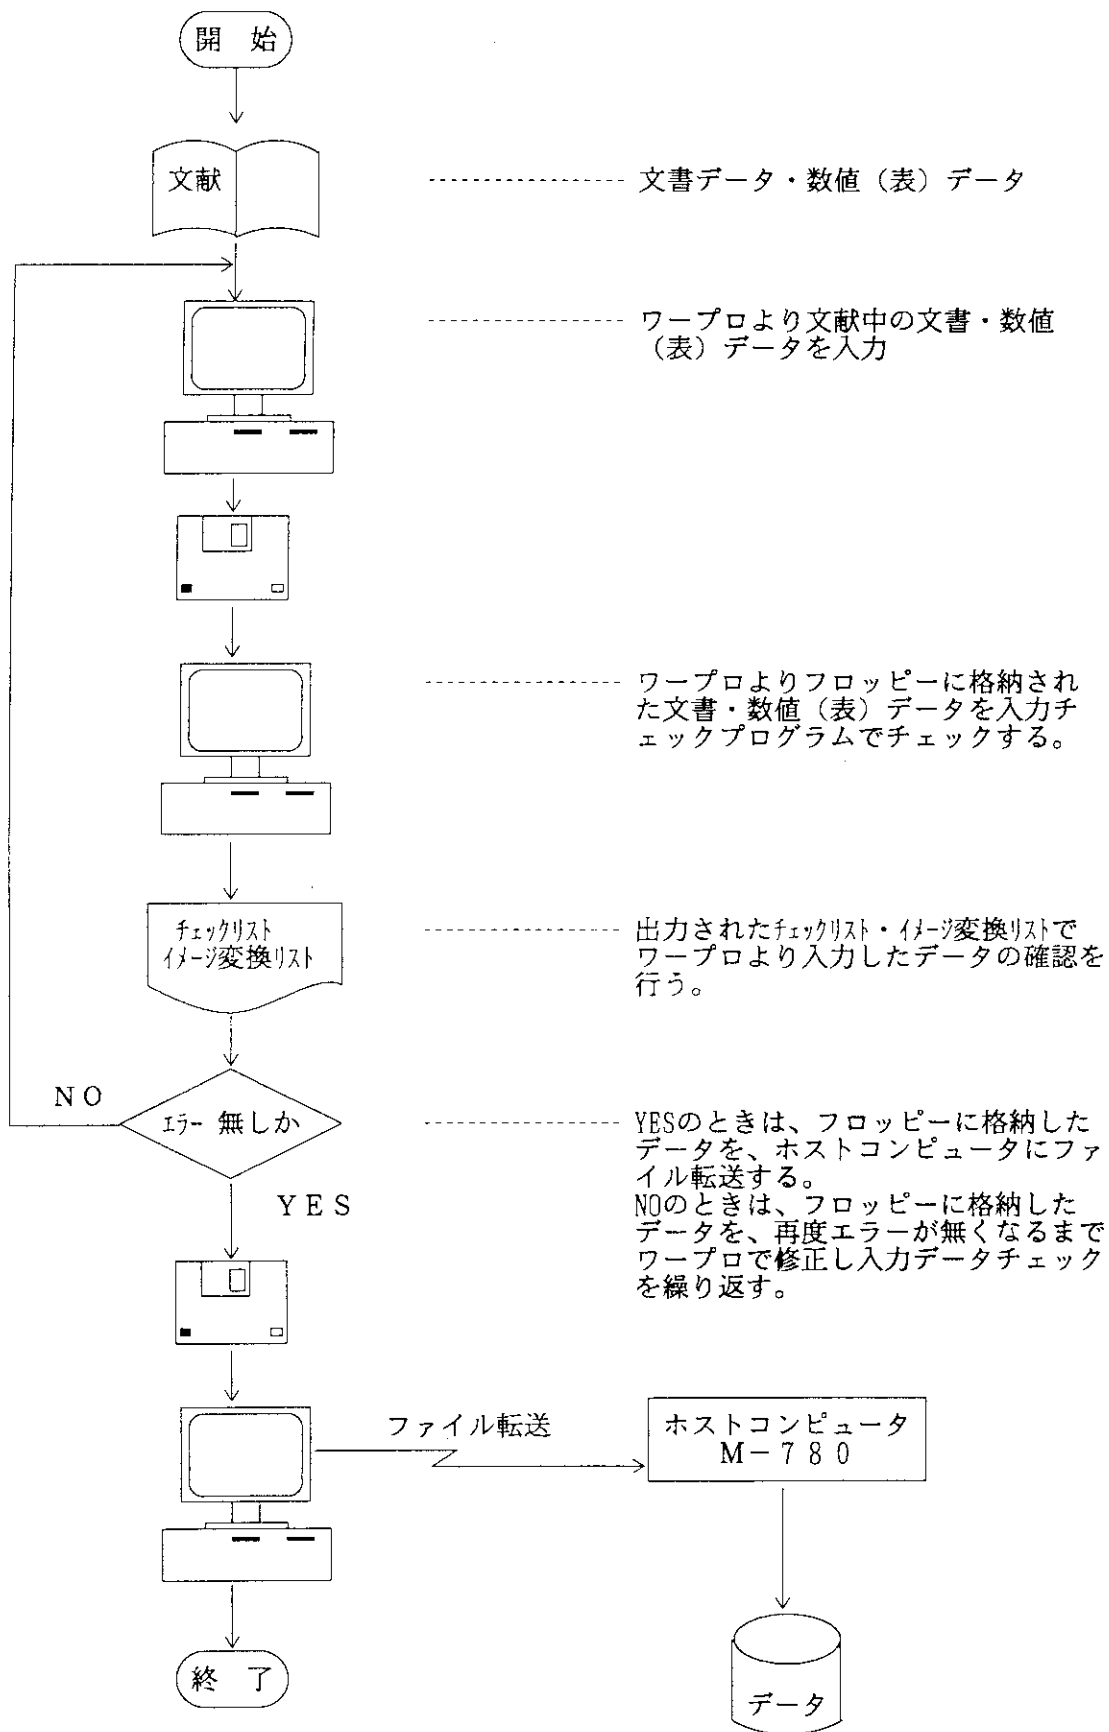 開　始
文献
文書データ・数値（表）データ
ワープロより文献中の文書・数値
（表）データを入力
ワープロよりフロッピーに格納され
た文書・数値（表）データを入力チ
ェックプログラムでチェックする。
チェックリスト
イメージ変換リスト
出力されたチェックリスト・イメージ変換リストで
ワープロより入力したデータの確認を
行う。
NO
エラー 無しか
YES
YESのときは、フロッピーに格納した
データを、ホストコンピュータにファ
イル転送する。
NOのときは、フロッピーに格納した
データを、再度エラーが無くなるまで
ワープロで修正し入力データチェック
を繰り返す。
ファイル転送
ホストコンピュータ
M－780
終　了
データ